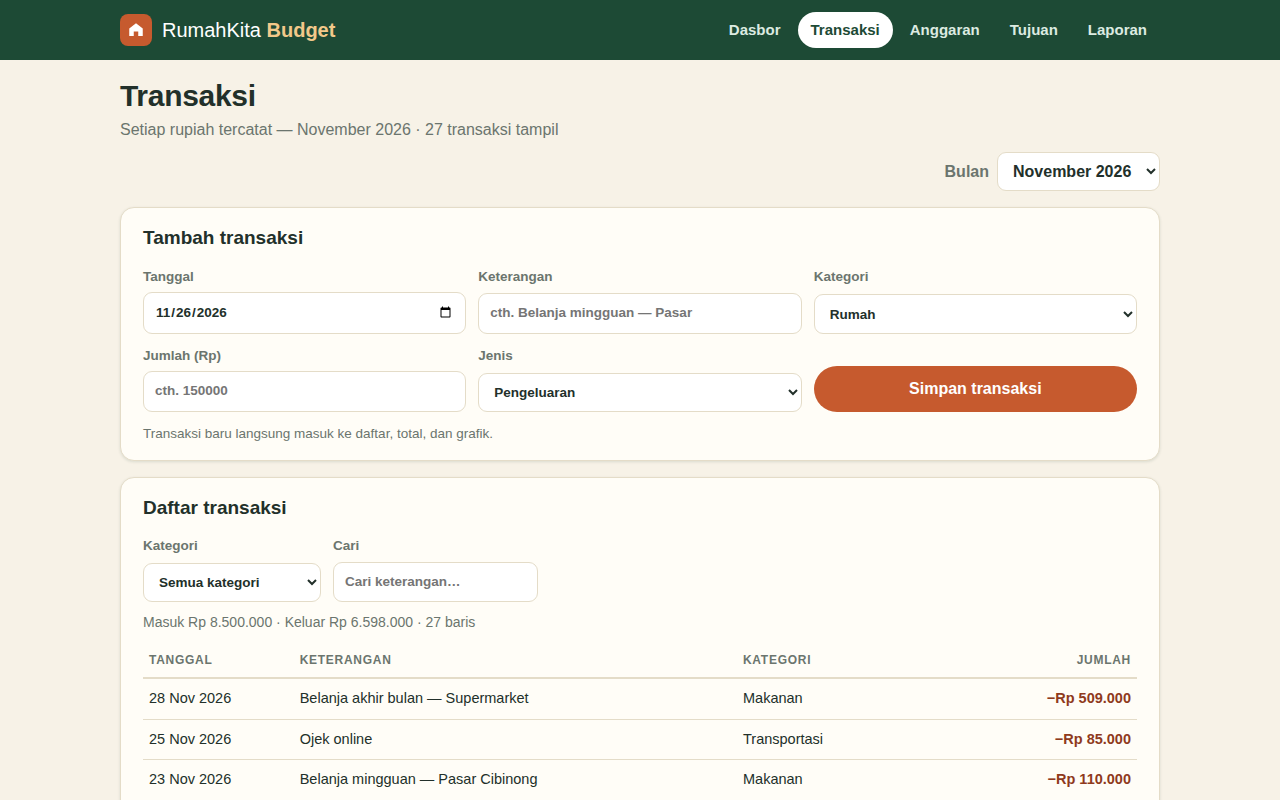 RumahKita Budget
Dasbor Transaksi Anggaran Tujuan Laporan
Transaksi
Setiap rupiah tercatat — November 2026 · 27 transaksi tampil
Bulan November 2026
Tambah transaksi
Tanggal Keterangan Kategori
11/26/2026 cth. Belanja mingguan — Pasar Rumah
Jumlah (Rp) Jenis
cth. 150000 Pengeluaran Simpan transaksi
Transaksi baru langsung masuk ke daftar, total, dan grafik.
Daftar transaksi
Kategori Cari
Semua kategori Cari keterangan…
Masuk Rp 8.500.000 · Keluar Rp 6.598.000 · 27 baris
TANGGAL KETERANGAN KATEGORI JUMLAH
28 Nov 2026 Belanja akhir bulan — Supermarket Makanan −Rp 509.000
25 Nov 2026 Ojek online Transportasi −Rp 85.000
23 Nov 2026 Belanja mingguan — Pasar Cibinong Makanan −Rp 110.000